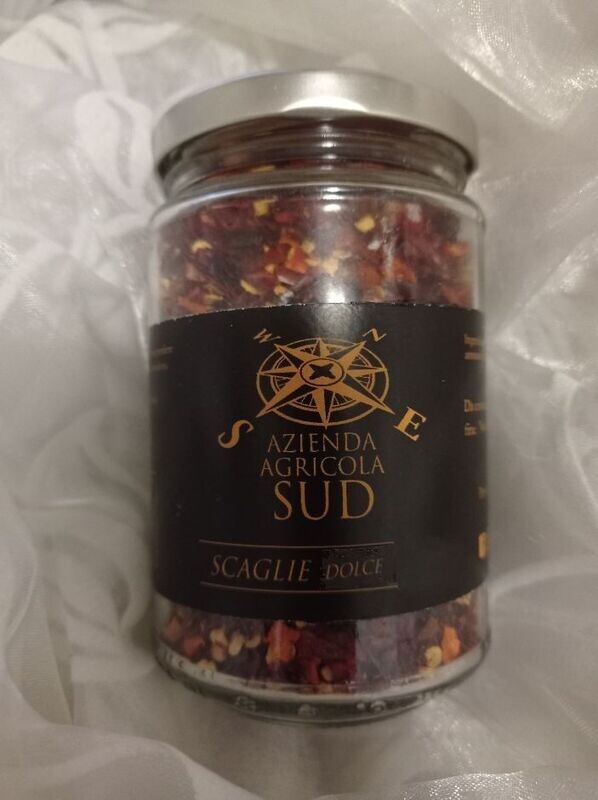 W N
S E
AZIENDA
AGRICOLA
SUD
SCAGLIE DOLCE